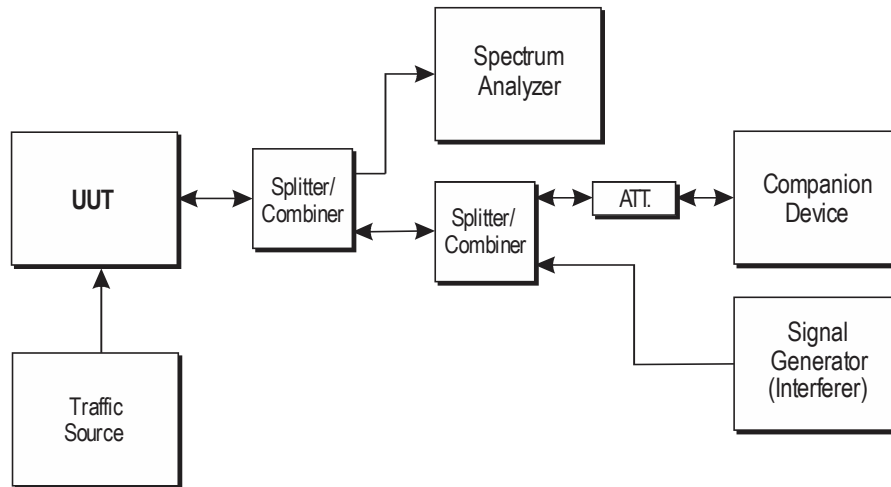 Spectrum
Analyzer
UUT
Splitter/
Combiner
Splitter/
Combiner
ATT.
Companion
Device
Signal
Generator
(Interferer)
Traffic
Source